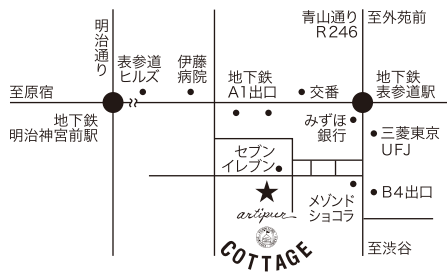 明治通り
青山通り
R246
至外苑前
表参道
ヒルズ
伊藤
病院
地下鉄
A1出口
交番
地下鉄
表参道駅
至原宿
地下鉄
明治神宮前駅
みずほ
銀行
三菱東京
UFJ
セブン
イレブン
メゾンド
ショコラ
B4出口
artipur
COTTAGE
至渋谷